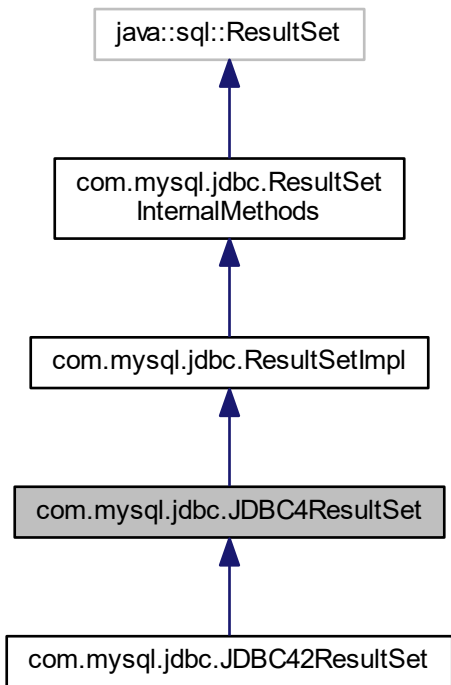 java::sql::ResultSet
com.mysql.jdbc.ResultSet
InternalMethods
com.mysql.jdbc.ResultSetImpl
com.mysql.jdbc.JDBC4ResultSet
com.mysql.jdbc.JDBC42ResultSet